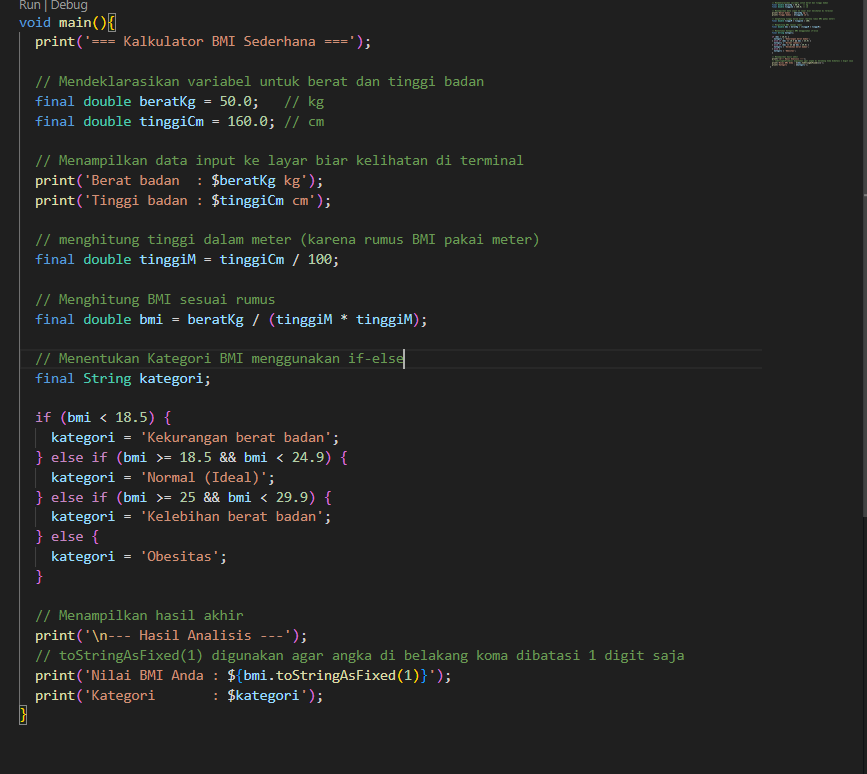 Run | Debug
void main(){
  print('=== Kalkulator BMI Sederhana ===');

  // Mendeklarasikan variabel untuk berat dan tinggi badan
  final double beratKg = 50.0;   // kg
  final double tinggiCm = 160.0; // cm

  // Menampilkan data input ke layar biar kelihatan di terminal
  print('Berat badan  : $beratKg kg');
  print('Tinggi badan : $tinggiCm cm');

  // menghitung tinggi dalam meter (karena rumus BMI pakai meter)
  final double tinggiM = tinggiCm / 100;

  // Menghitung BMI sesuai rumus
  final double bmi = beratKg / (tinggiM * tinggiM);

  // Menentukan Kategori BMI menggunakan if-else
  final String kategori;

  if (bmi < 18.5) {
    kategori = 'Kekurangan berat badan';
  } else if (bmi >= 18.5 && bmi < 24.9) {
    kategori = 'Normal (Ideal)';
  } else if (bmi >= 25 && bmi < 29.9) {
    kategori = 'Kelebihan berat badan';
  } else {
    kategori = 'Obesitas';
  }

  // Menampilkan hasil akhir
  print('\n--- Hasil Analisis ---');
  // toStringAsFixed(1) digunakan agar angka di belakang koma dibatasi 1 digit saja
  print('Nilai BMI Anda : ${bmi.toStringAsFixed(1)}');
  print('Kategori       : $kategori');
}